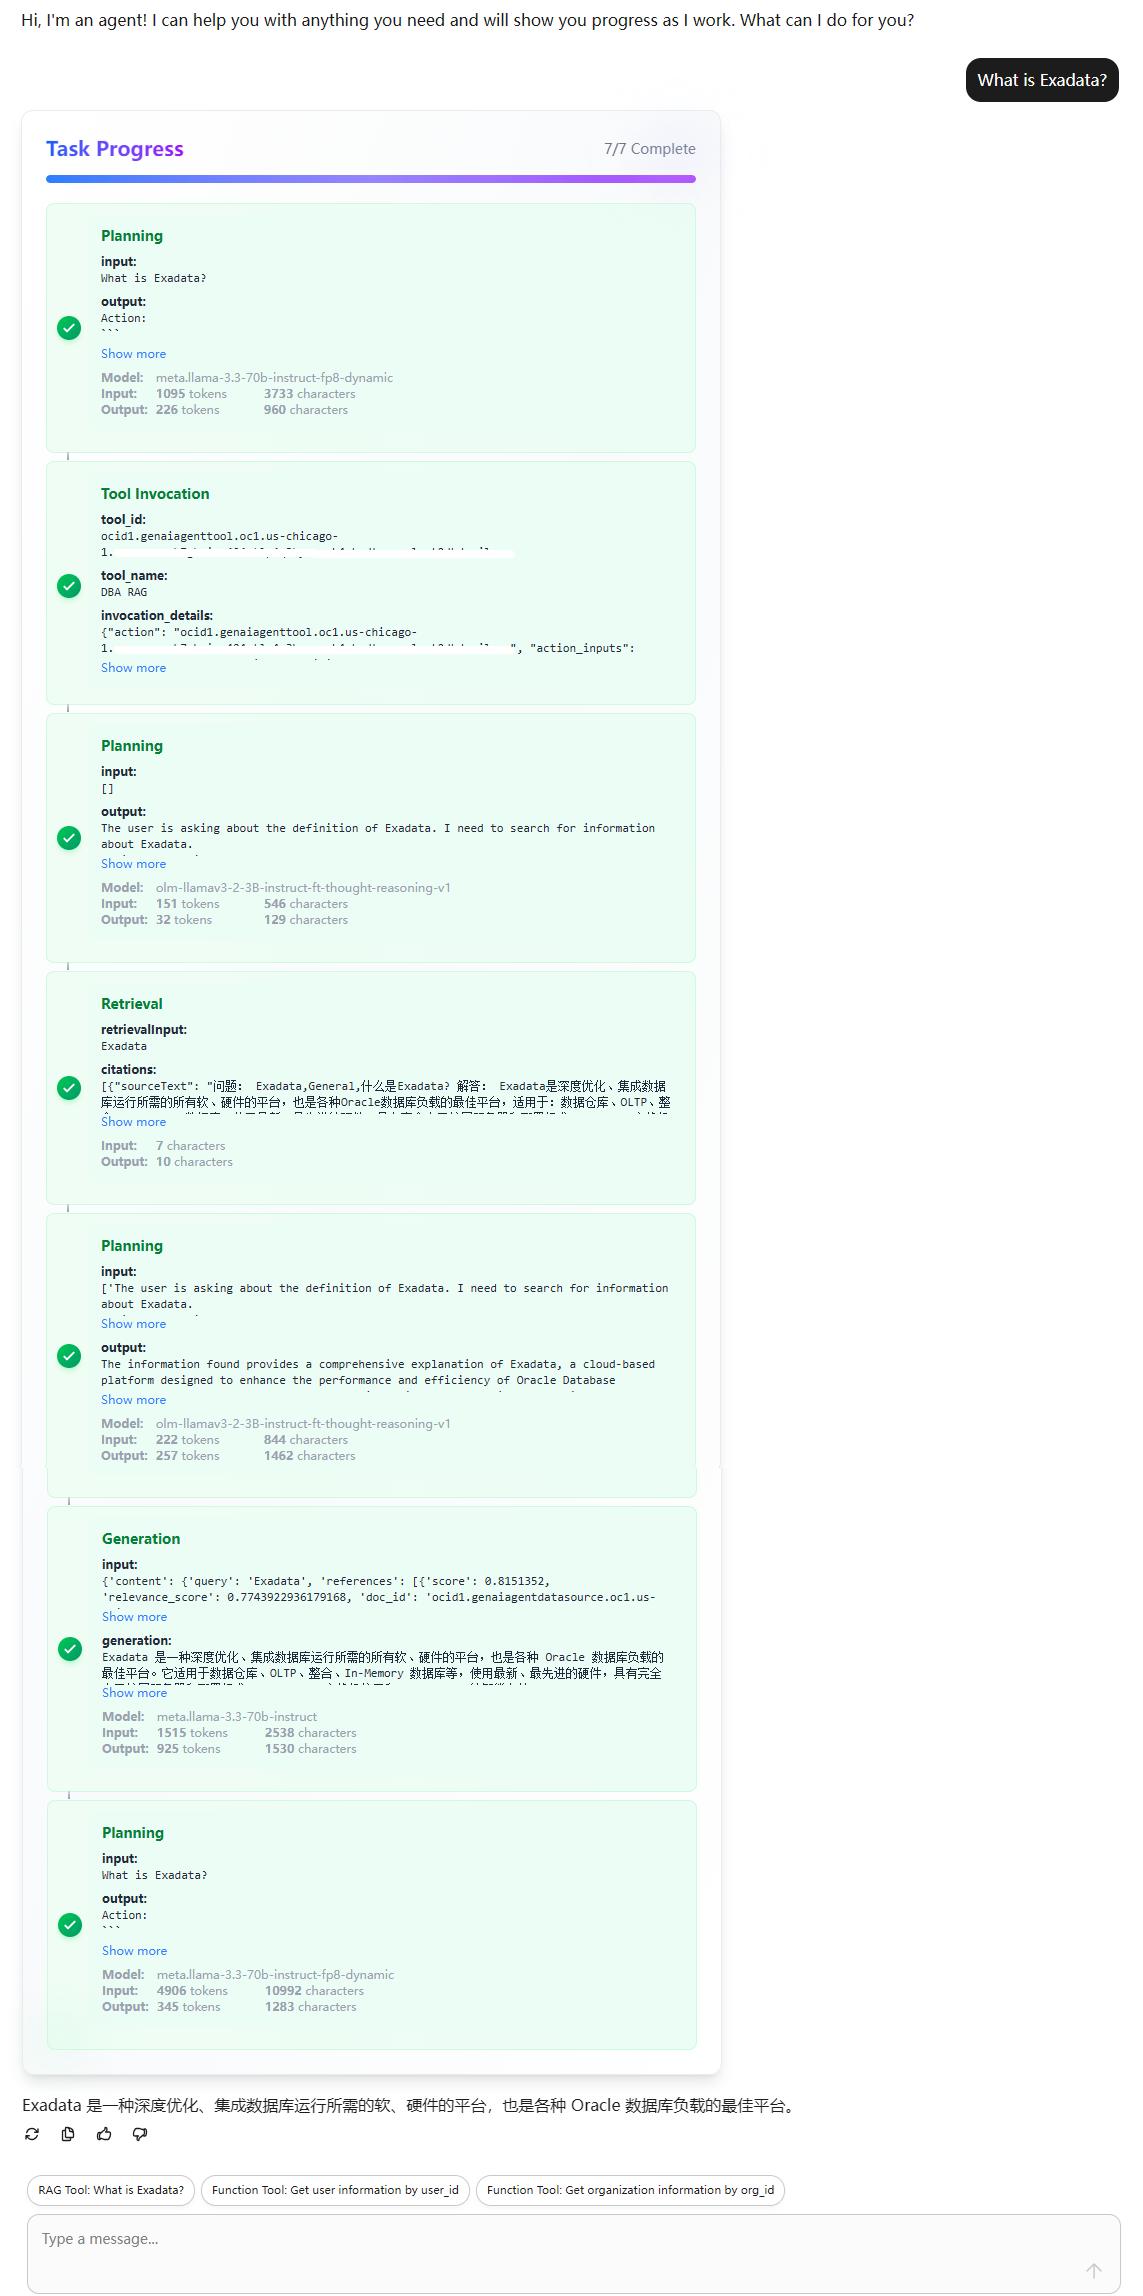 Hi, I'm an agent! I can help you with anything you need and will show you progress as I work. What can I do for you?
What is Exadata?
Task Progress
7/7 Complete
Planning
input:
What is Exadata?
output:
Action:
```
Show more
Model: meta.llama-3.3-70b-instruct-fp8-dynamic
Input: 1095 tokens 3733 characters
Output: 226 tokens 960 characters
Tool Invocation
tool_id:
ocid1.genaiagenttool.oc1.us-chicago-
1.
tool_name:
DBA RAG
invocation_details:
{"action": "ocid1.genaiagenttool.oc1.us-chicago-
1. ", "action_inputs":
Show more
Planning
input:
[]
output:
The user is asking about the definition of Exadata. I need to search for information
about Exadata.
Show more
Model: olm-llamav3-2-3B-instruct-ft-thought-reasoning-v1
Input: 151 tokens 546 characters
Output: 32 tokens 129 characters
Retrieval
retrievalInput:
Exadata
citations:
[{"sourceText": "问题： Exadata,General,什么是Exadata? 解答： Exadata是深度优化、集成数据
库运行所需的所有软、硬件的平台，也是各种Oracle数据库负载的最佳平台，适用于：数据仓库、OLTP、整
Show more
Input: 7 characters
Output: 10 characters
Planning
input:
['The user is asking about the definition of Exadata. I need to search for information
about Exadata.
Show more
output:
The information found provides a comprehensive explanation of Exadata, a cloud-based
platform designed to enhance the performance and efficiency of Oracle Database
Show more
Model: olm-llamav3-2-3B-instruct-ft-thought-reasoning-v1
Input: 222 tokens 844 characters
Output: 257 tokens 1462 characters
Generation
input:
{'content': {'query': 'Exadata', 'references': [{'score': 0.8151352,
'relevance_score': 0.7743922936179168, 'doc_id': 'ocid1.genaiagentdatasource.oc1.us-
Show more
generation:
Exadata 是一种深度优化、集成数据库运行所需的所有软、硬件的平台，也是各种 Oracle 数据库负载的
最佳平台。它适用于数据仓库、OLTP、整合、In-Memory 数据库等，使用最新、最先进的硬件，具有完全
Show more
Model: meta.llama-3.3-70b-instruct
Input: 1515 tokens 2538 characters
Output: 925 tokens 1530 characters
Planning
input:
What is Exadata?
output:
Action:
```
Show more
Model: meta.llama-3.3-70b-instruct-fp8-dynamic
Input: 4906 tokens 10992 characters
Output: 345 tokens 1283 characters
Exadata 是一种深度优化、集成数据库运行所需的软、硬件的平台，也是各种 Oracle 数据库负载的最佳平台。
RAG Tool: What is Exadata?
Function Tool: Get user information by user_id
Function Tool: Get organization information by org_id
Type a message...